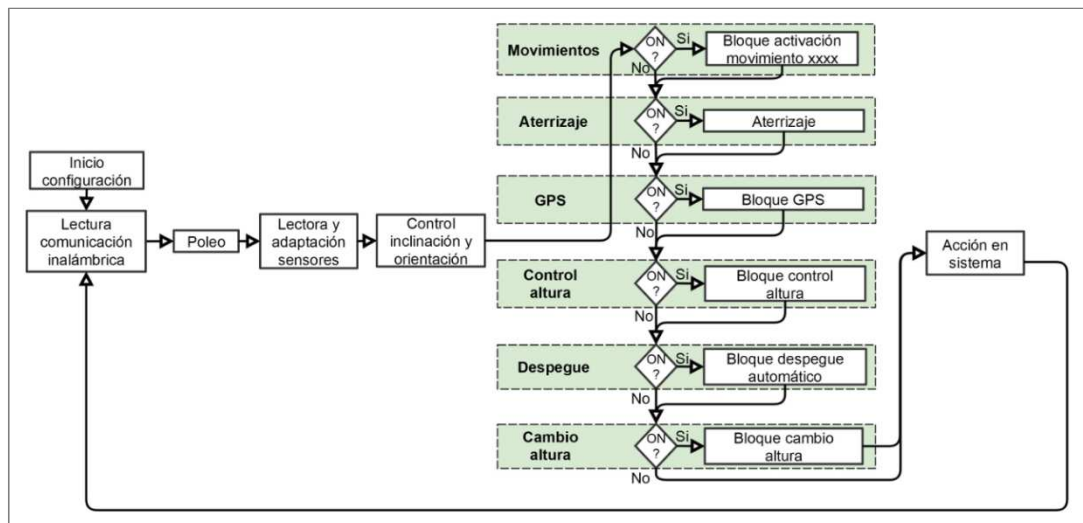 Inicio
configuración
Lectura
comunicación
inalámbrica
Poleo
Lectora y
adaptación
sensores
Control
inclinación y
orientación
Movimientos
ON
?
Si
No
Bloque activación
movimiento xxxx
Aterrizaje
ON
?
Si
No
Aterrizaje
GPS
ON
?
Si
No
Bloque GPS
Control
altura
ON
?
Si
No
Bloque control
altura
Despegue
ON
?
Si
No
Bloque despegue
automático
Cambio
altura
ON
?
Si
No
Bloque cambio
altura
Acción en
sistema